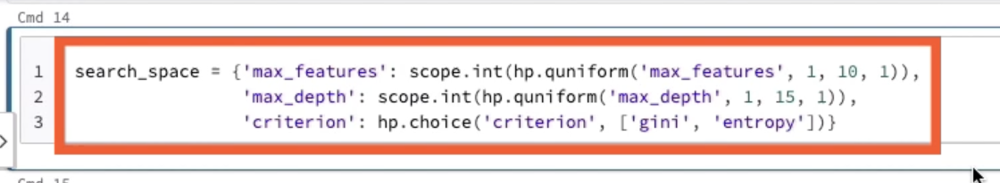 Cmd 14
1 search_space = {'max_features': scope.int(hp.quniform('max_features', 1, 10, 1)),
2 'max_depth': scope.int(hp.quniform('max_depth', 1, 15, 1)),
3 'criterion': hp.choice('criterion', ['gini', 'entropy'])}
Cmd 15